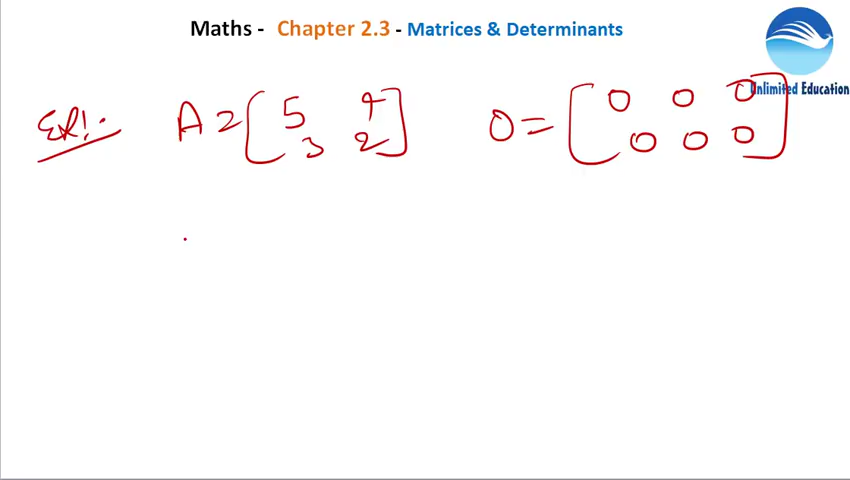 Maths - Chapter 2.3 - Matrices & Determinants
Unlimited Education
EX!:- A = [ 5 4 O = [ 0 0 0
3 2 ] 0 0 0 ]